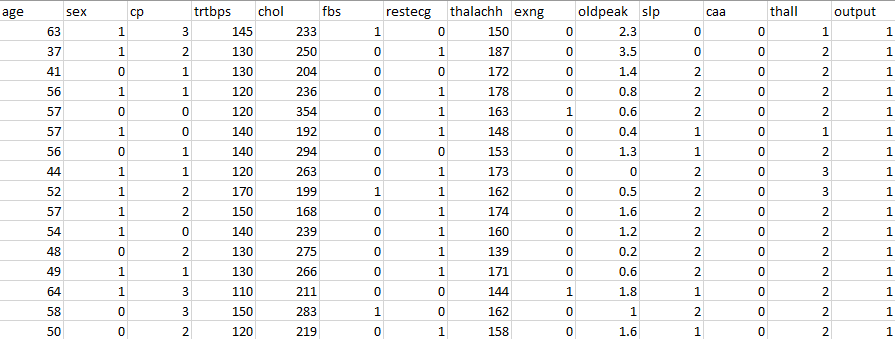 age sex cp trtbps chol fbs restecg thalachh exng oldpeak slp caa thall output
63 1 3 145 233 1 0 150 0 2.3 0 0 1 1
37 1 2 130 250 0 1 187 0 3.5 0 0 2 1
41 0 1 130 204 0 0 172 0 1.4 2 0 2 1
56 1 1 120 236 0 1 178 0 0.8 2 0 2 1
57 0 0 120 354 0 1 163 1 0.6 2 0 2 1
57 1 0 140 192 0 1 148 0 0.4 1 0 1 1
56 0 1 140 294 0 0 153 0 1.3 1 0 2 1
44 1 1 120 263 0 1 173 0 0 2 0 3 1
52 1 2 170 199 1 1 162 0 0.5 2 0 3 1
57 1 2 150 168 0 1 174 0 1.6 2 0 2 1
54 1 0 140 239 0 1 160 0 1.2 2 0 2 1
48 0 2 130 275 0 1 139 0 0.2 2 0 2 1
49 1 1 130 266 0 1 171 0 0.6 2 0 2 1
64 1 3 110 211 0 0 144 1 1.8 1 0 2 1
58 0 3 150 283 1 0 162 0 1 2 0 2 1
50 0 2 120 219 0 1 158 0 1.6 1 0 2 1